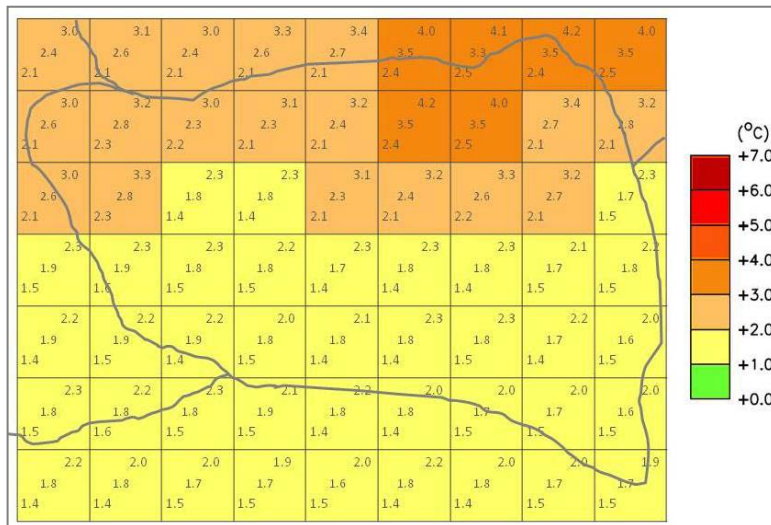 3.0 3.1 3.0 3.3 3.4 4.0 4.1 4.2 4.0
2.4 2.6 2.4 2.6 2.7 3.5 3.3 3.5 3.5
2.1 2.1 2.1 2.1 2.1 2.4 2.5 2.4 2.5
3.0 3.2 3.0 3.1 3.2 4.2 4.0 3.4 3.2
2.6 2.8 2.3 2.3 2.4 3.5 3.5 2.7 2.8
2.1 2.3 2.2 2.1 2.1 2.4 2.5 2.1 2.1
(°C)
3.0 3.3 2.3 2.3 3.1 3.2 3.3 3.2 2.3
2.6 2.8 1.8 1.8 2.3 2.4 2.6 2.7 1.7
2.1 2.3 1.4 1.4 2.1 2.1 2.2 2.1 1.5
2.3 2.3 2.3 2.2 2.3 2.3 2.3 2.1 2.2
1.9 1.9 1.8 1.8 1.7 1.8 1.8 1.7 1.8
1.5 1.6 1.5 1.5 1.4 1.4 1.4 1.4 1.5
2.2 2.2 2.2 2.0 2.1 2.3 2.3 2.2 2.0
1.9 1.9 1.9 1.8 1.8 1.8 1.8 1.7 1.6
1.4 1.5 1.4 1.5 1.4 1.5 1.4 1.5 1.5
2.3 2.2 2.3 2.1 2.2 2.0 2.0 2.0 2.0
1.8 1.8 1.8 1.9 1.8 1.8 1.7 1.7 1.6
1.5 1.6 1.5 1.5 1.4 1.4 1.5 1.5 1.5
2.2 2.0 2.0 1.9 2.0 2.2 2.0 2.0 1.9
1.8 1.8 1.7 1.7 1.6 1.8 1.8 1.7 1.7
1.4 1.4 1.5 1.5 1.4 1.4 1.4 1.4 1.5
+7.0
+6.0
+5.0
+4.0
+3.0
+2.0
+1.0
+0.0